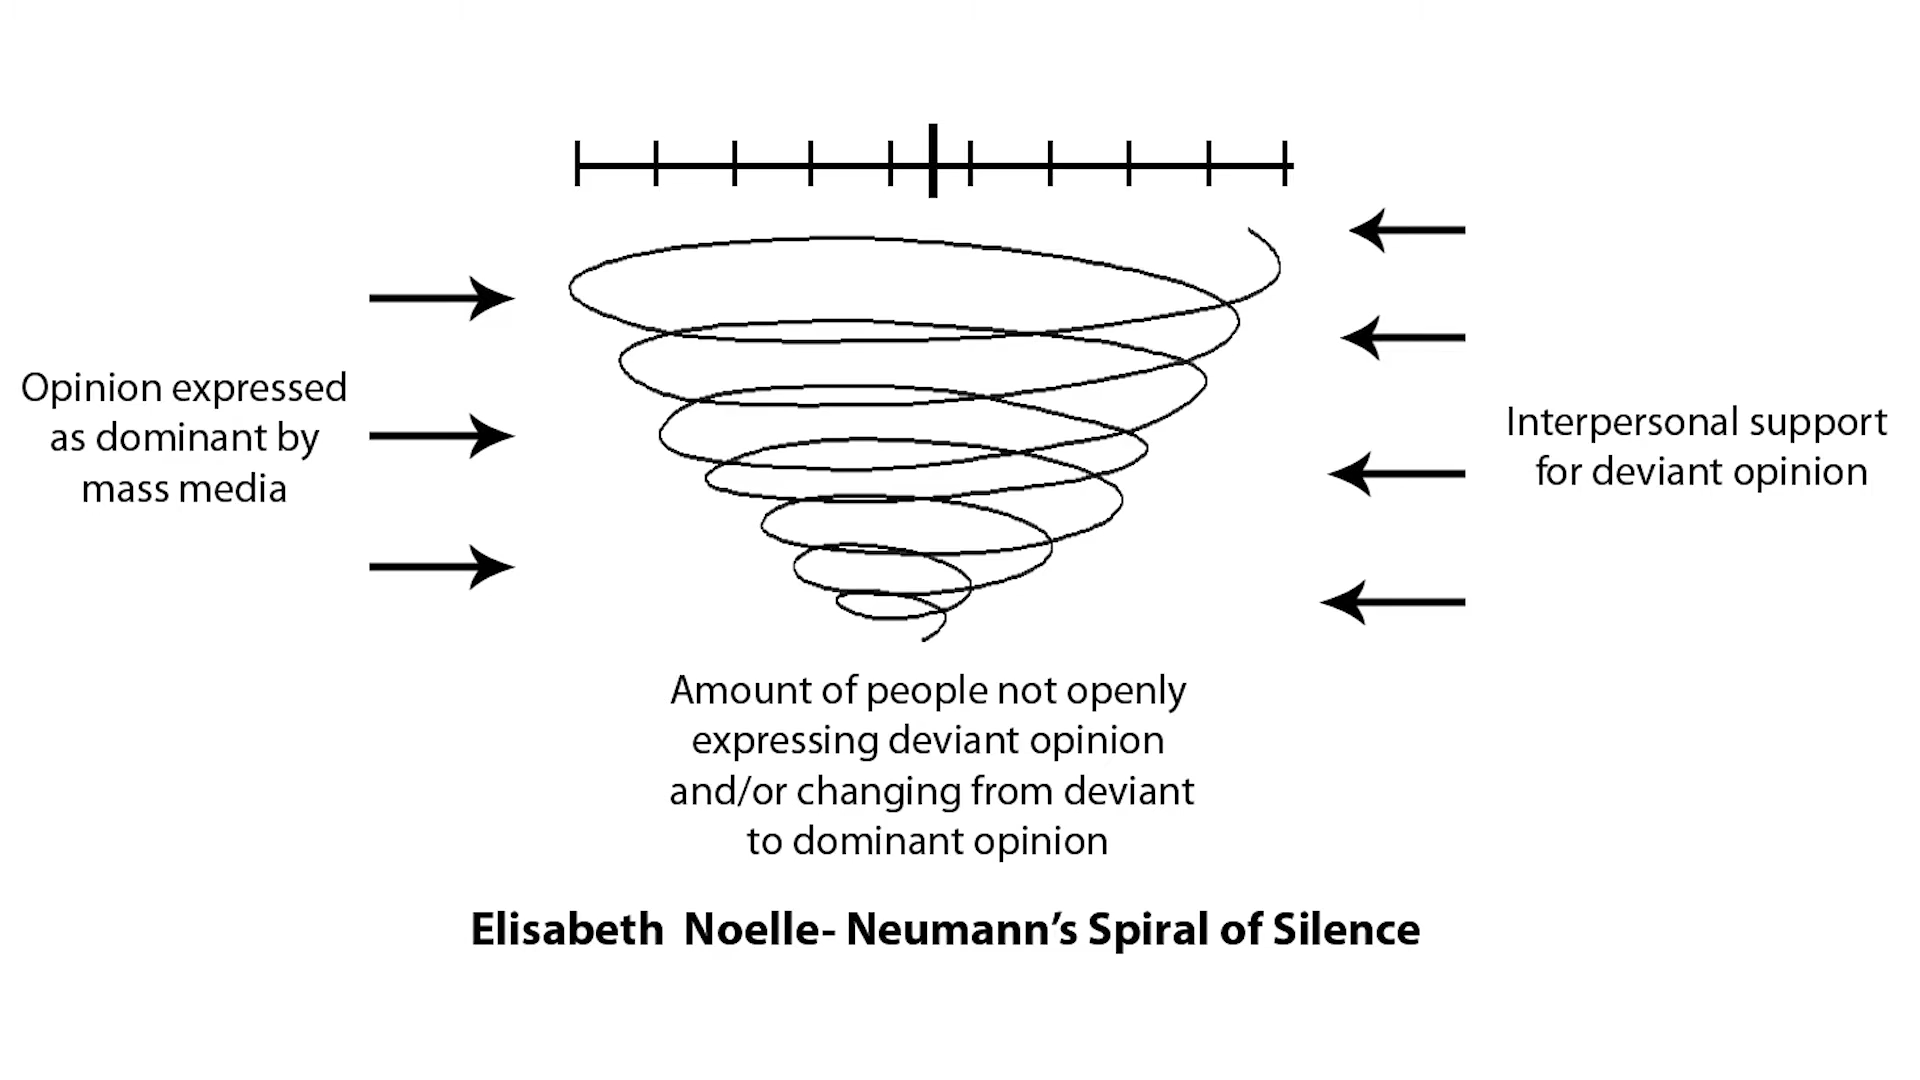 Opinion expressed
as dominant by
mass media
Interpersonal support
for deviant opinion
Amount of people not openly
expressing deviant opinion
and/or changing from deviant
to dominant opinion
Elisabeth  Noelle- Neumann’s Spiral of Silence